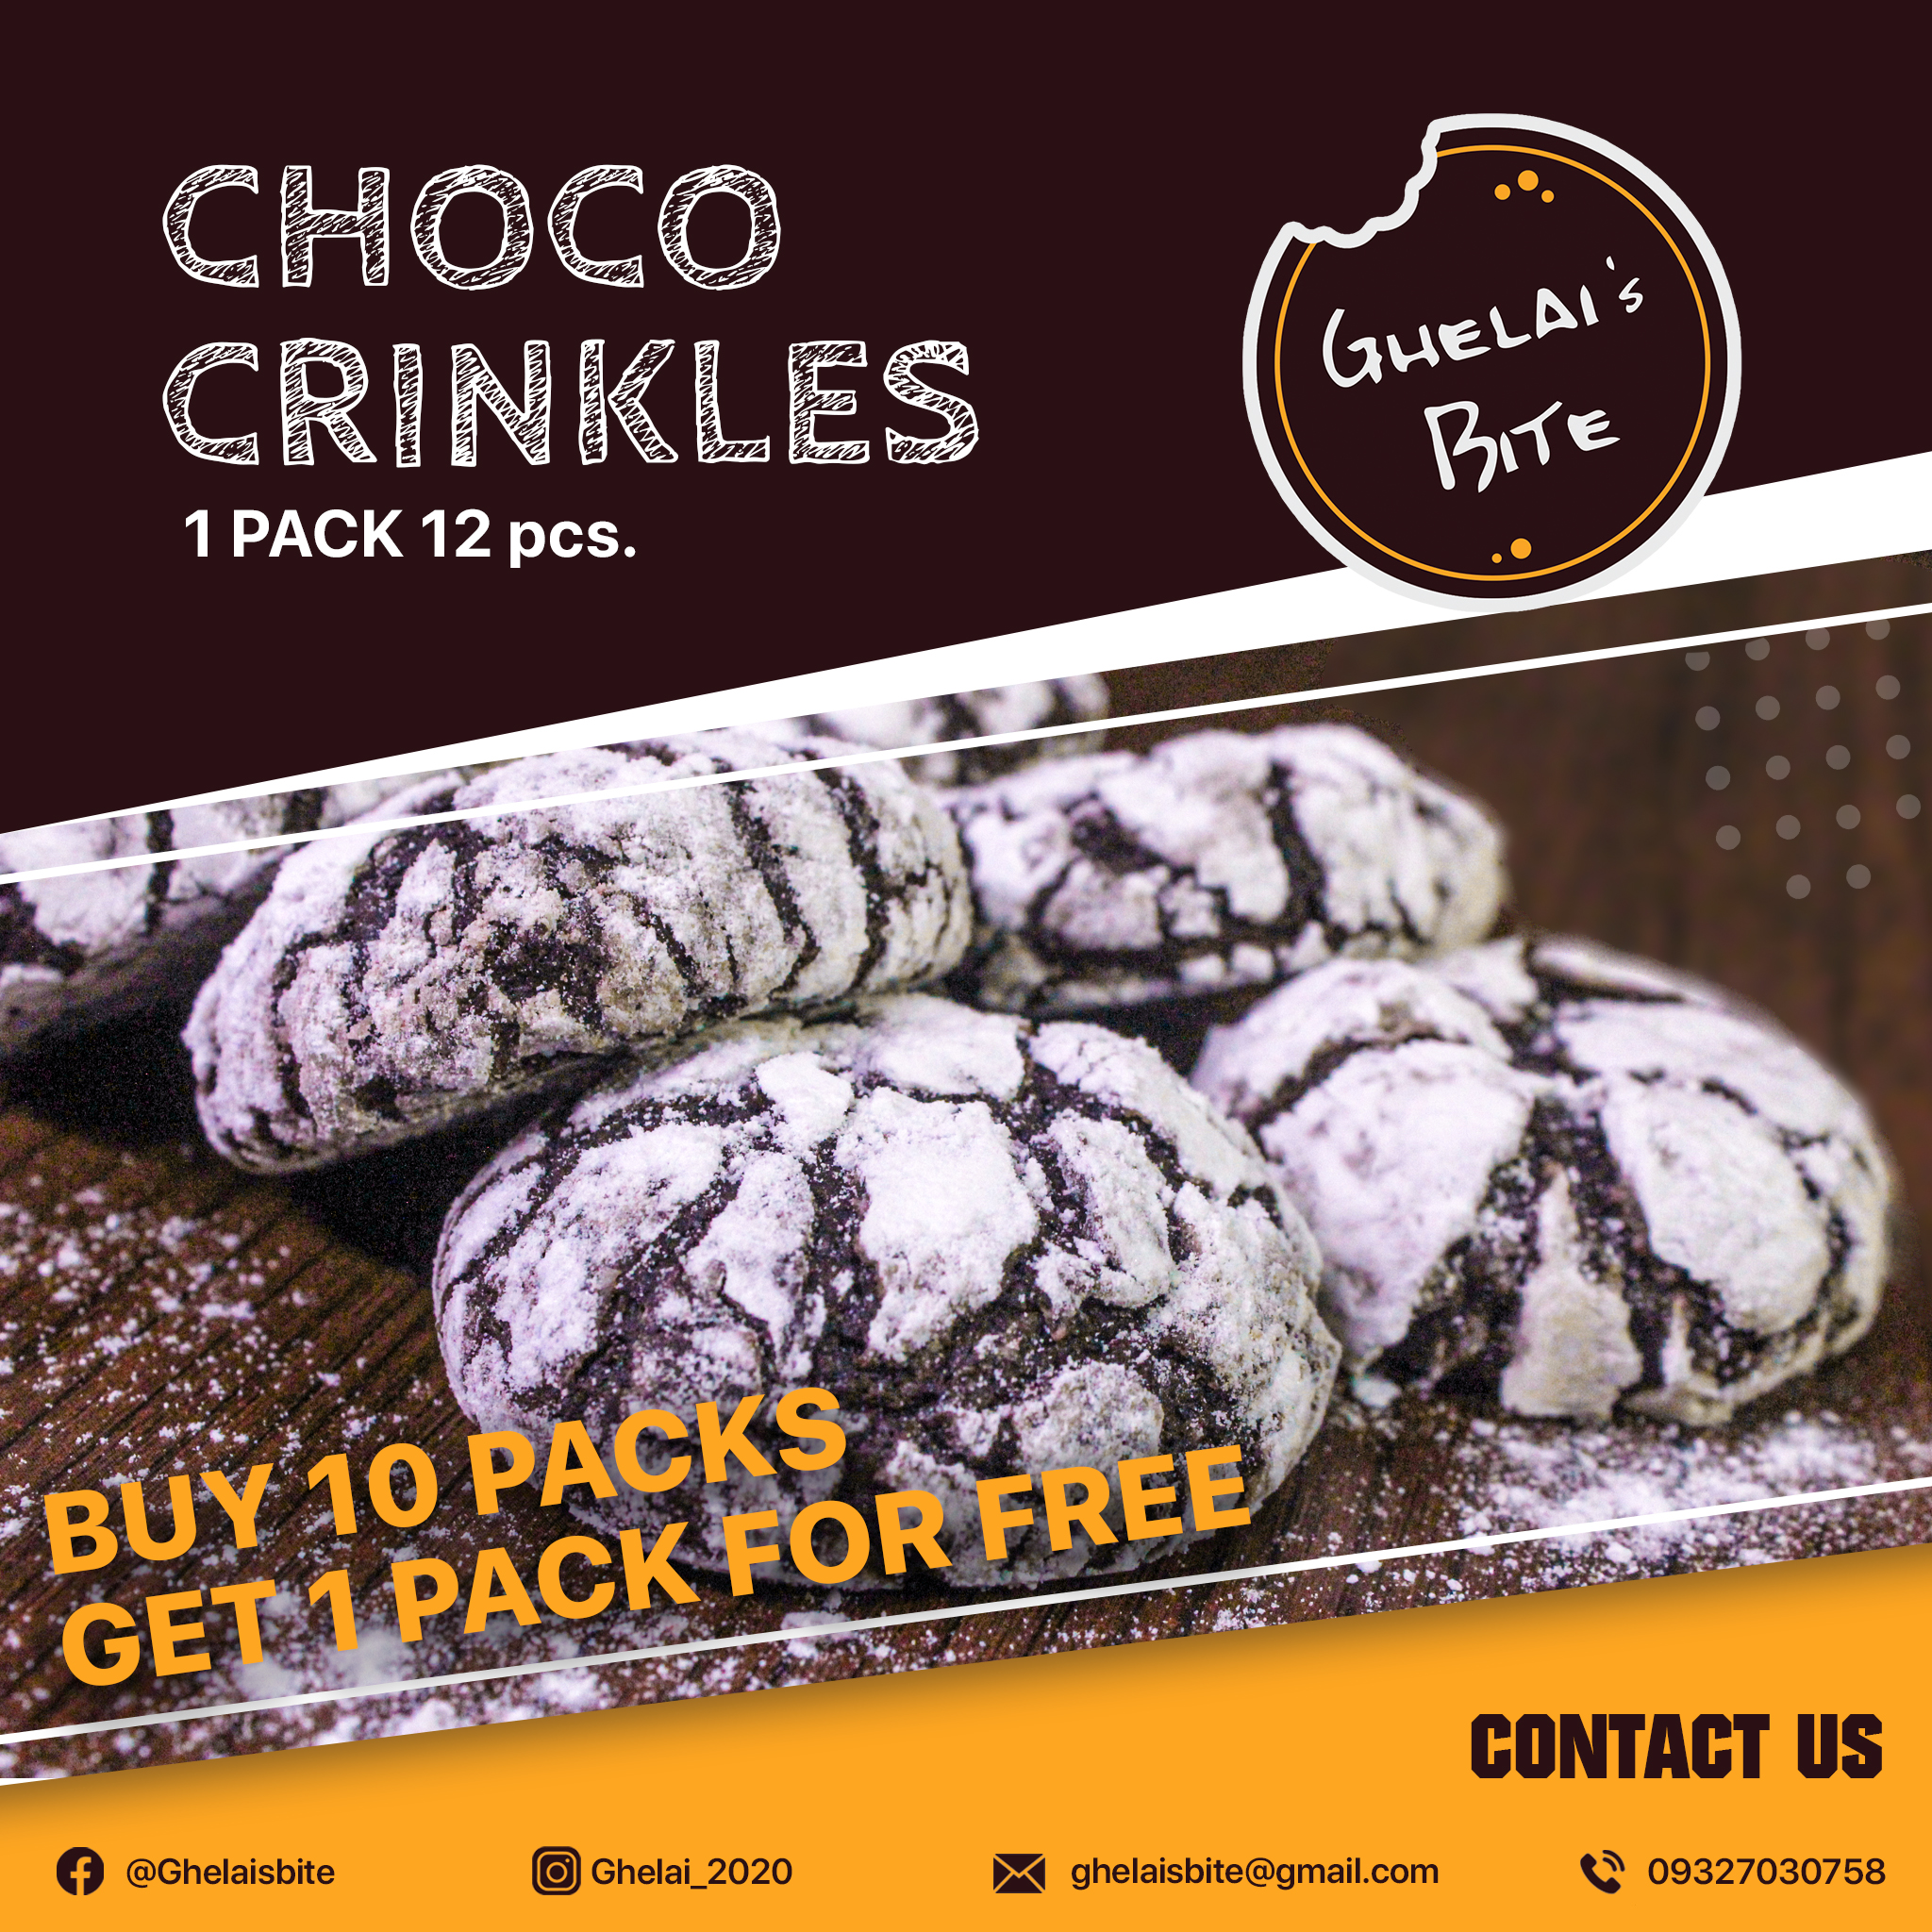 CHOCO
CRINKLES
1 PACK 12 pcs.
GHELAI's
BITE
BUY 10 PACKS
GET 1 PACK FOR FREE
CONTACT US
@Ghelaisbite
Ghelai_2020
ghelaisbite@gmail.com
09327030758